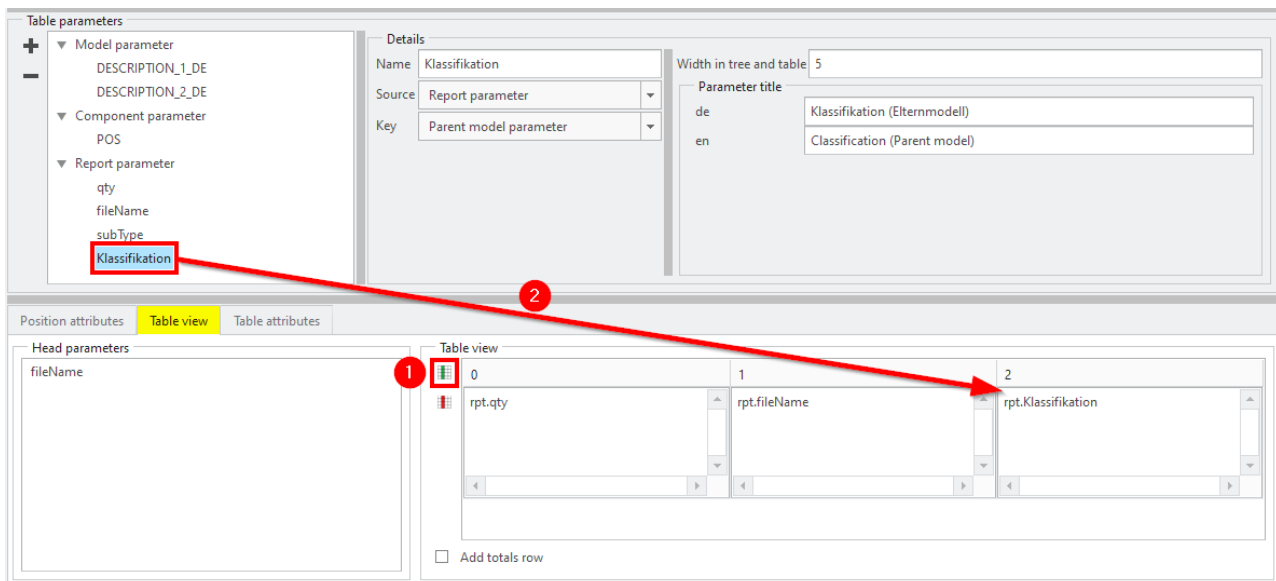 Table parameters
Model parameter
DESCRIPTION_1_DE
DESCRIPTION_2_DE
Component parameter
POS
Report parameter
qty
fileName
subType
Klassifikation
Details
Name Klassifikation
Source Report parameter
Key Parent model parameter
Width in tree and table 5
Parameter title
de Klassifikation (Elternmodell)
en Classification (Parent model)
2
Position attributes Table view Table attributes
Head parameters
fileName
Table view
1
0 1 2
rpt.qty rpt.fileName rpt.Klassifikation
Add totals row